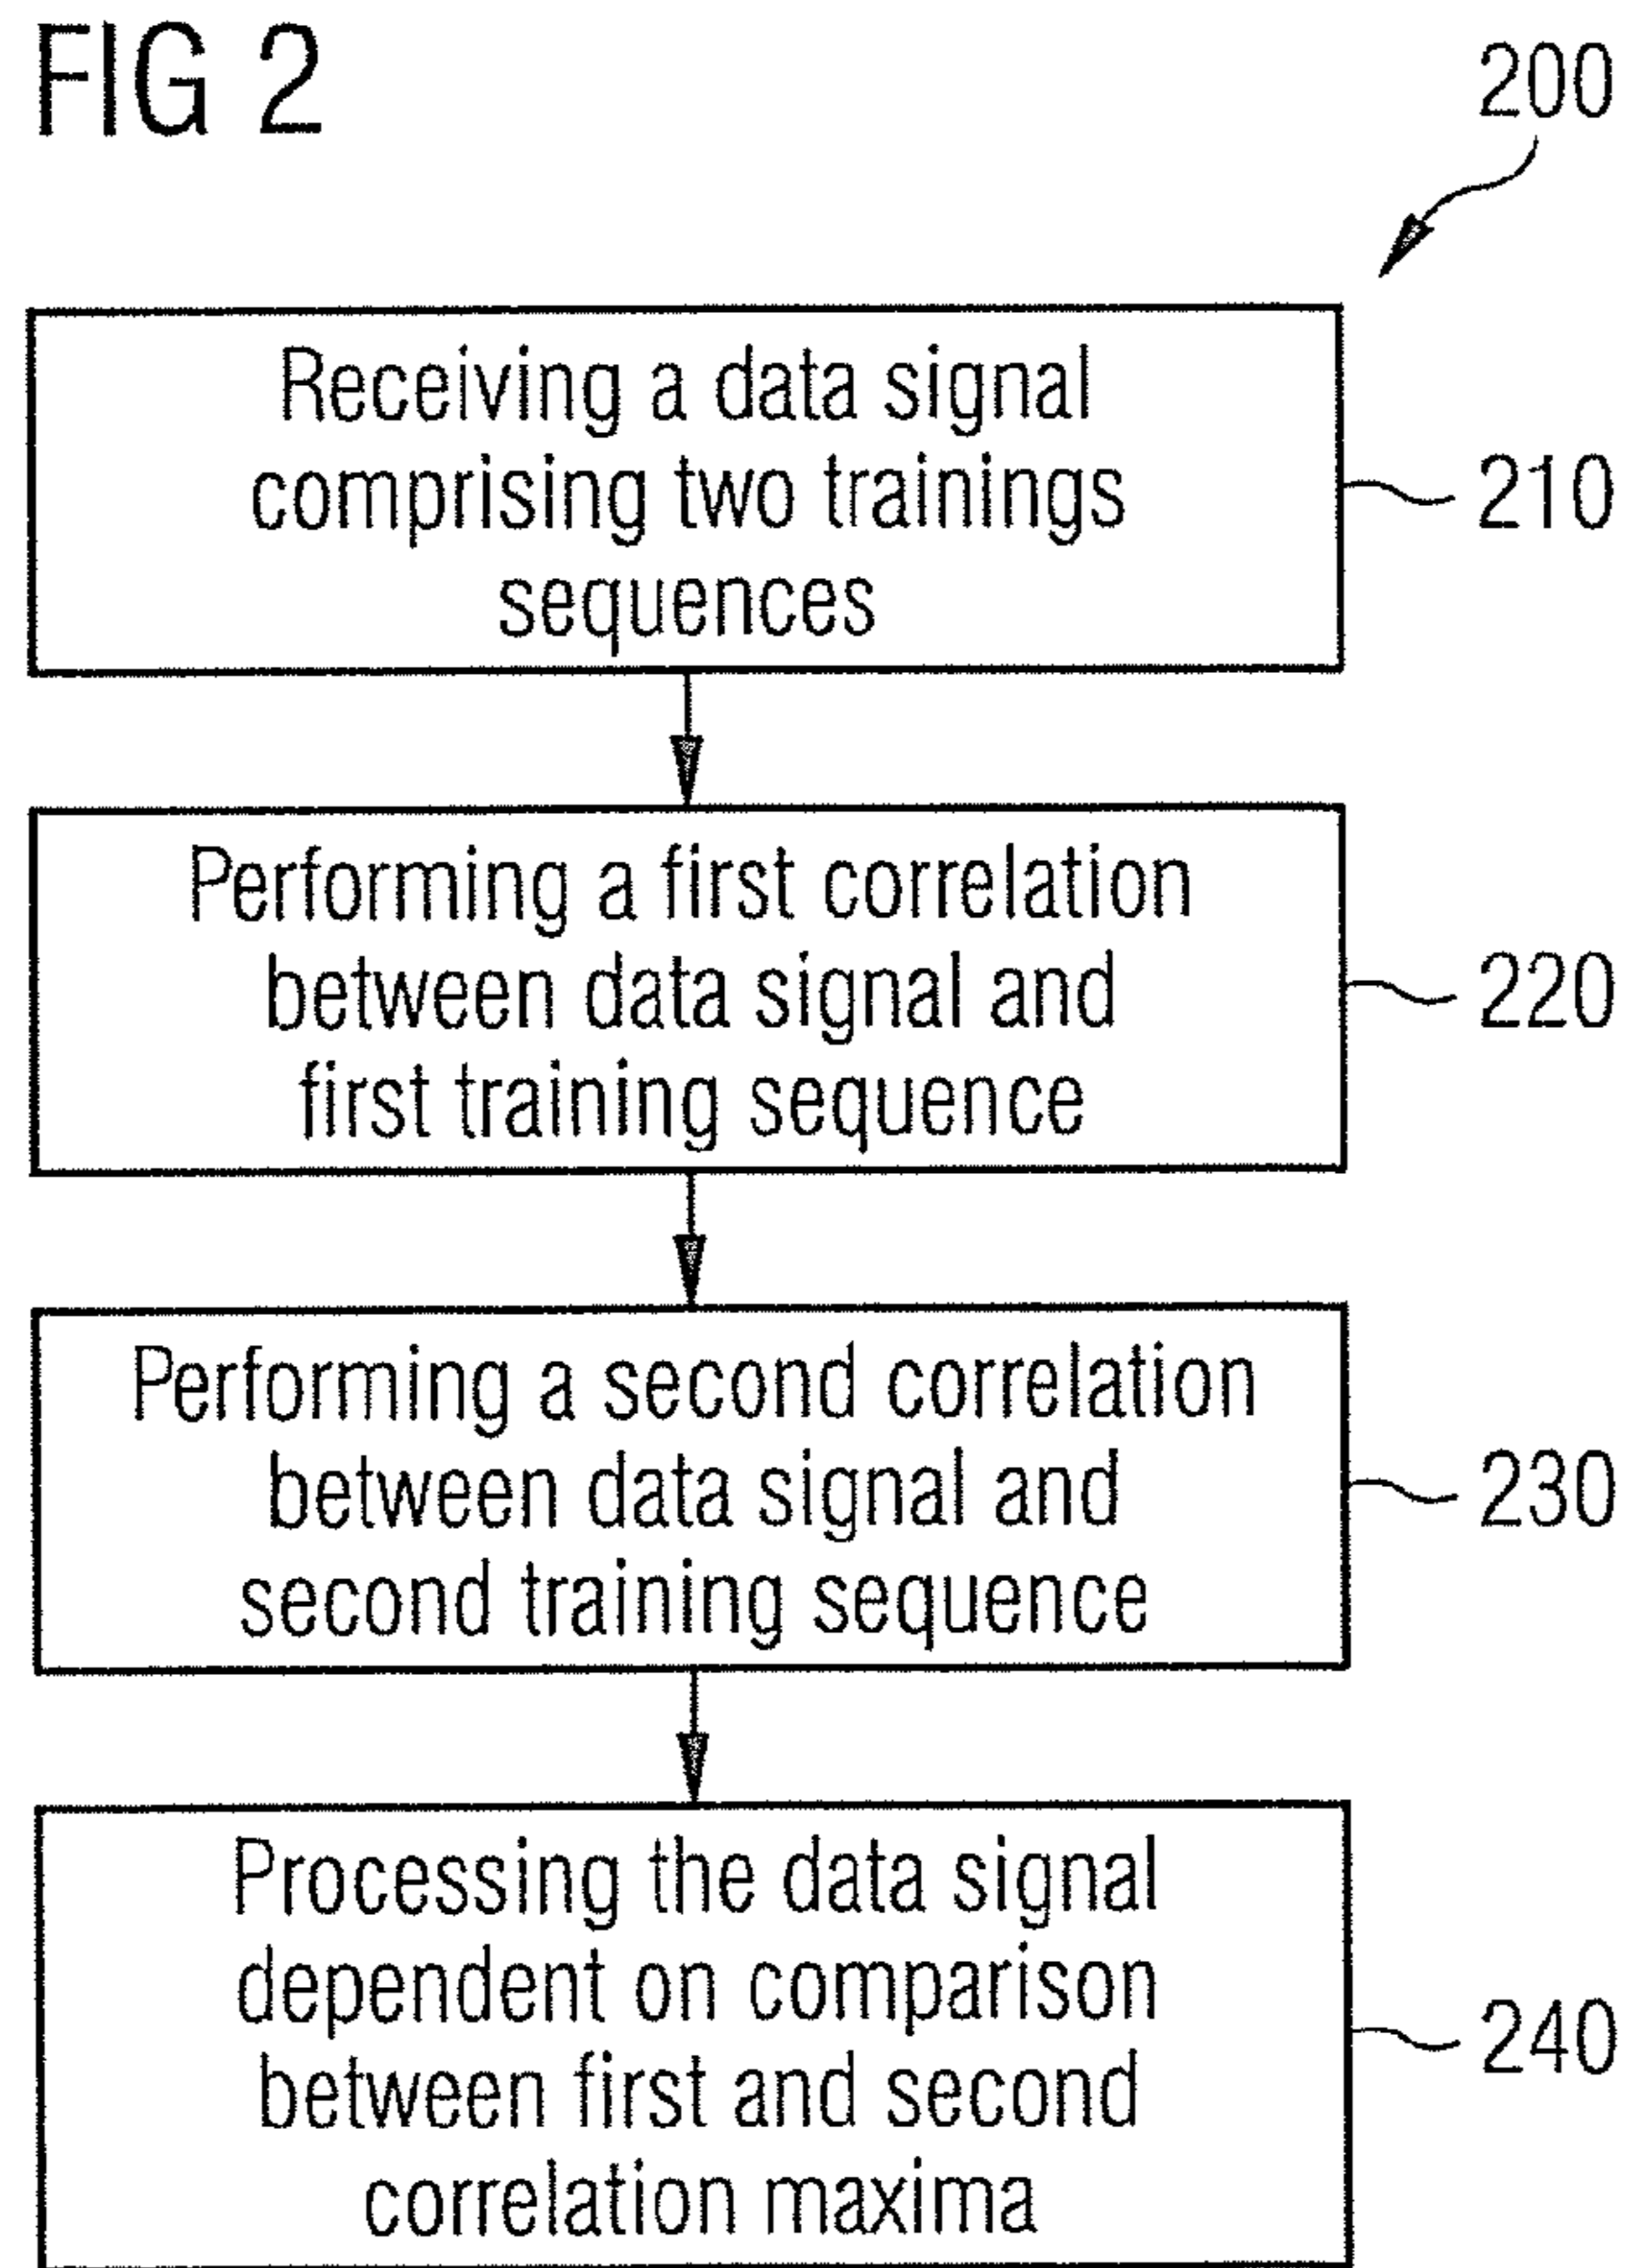 FIG 2
200
Receiving a data signal
comprising two trainings
sequences
210
Performing a first correlation
between data signal and
first training sequence
220
Performing a second correlation
between data signal and
second training sequence
230
Processing the data signal
dependent on comparison
between first and second
correlation maxima
240